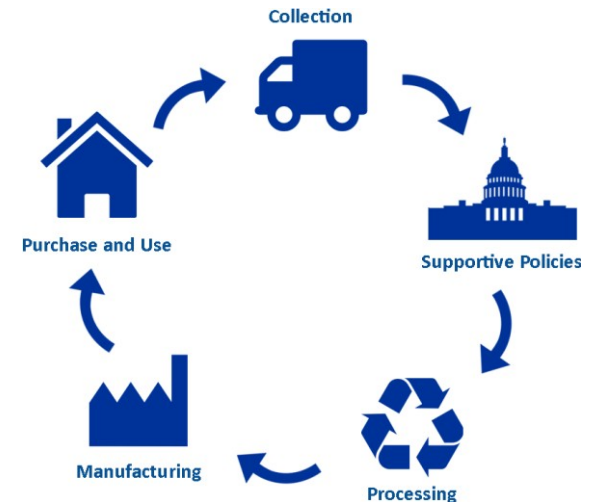 Collection
Purchase and Use
Supportive Policies
Manufacturing
Processing